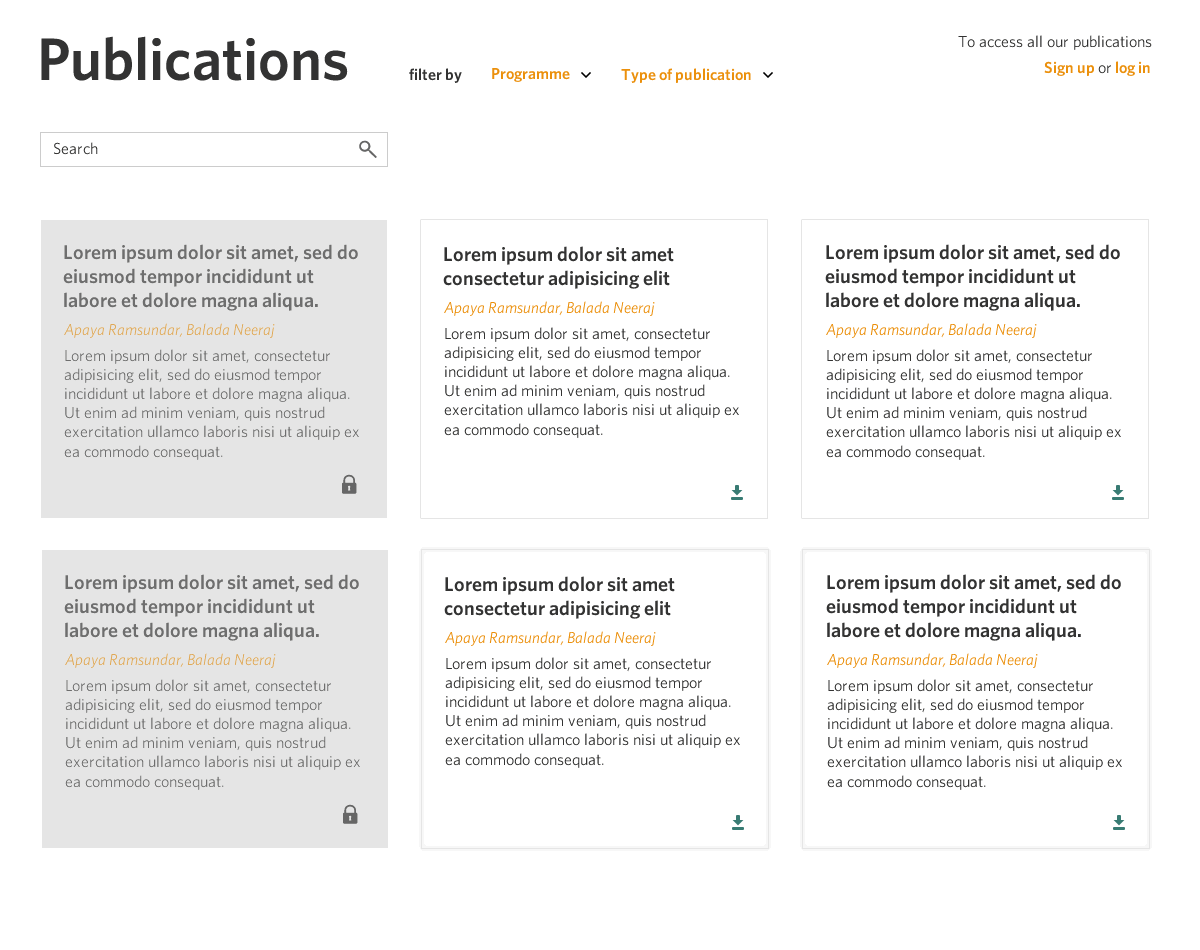 Publications
filter by
Programme
Type of publication
To access all our publications
Sign up or log in
Search
Lorem ipsum dolor sit amet, sed do
eiusmod tempor incididunt ut
labore et dolore magna aliqua.
Apaya Ramsundar, Balada Neeraj
Lorem ipsum dolor sit amet, consectetur
adipisicing elit, sed do eiusmod tempor
incididunt ut labore et dolore magna aliqua.
Ut enim ad minim veniam, quis nostrud
exercitation ullamco laboris nisi ut aliquip ex
ea commodo consequat.
Lorem ipsum dolor sit amet
consectetur adipisicing elit
Apaya Ramsundar, Balada Neeraj
Lorem ipsum dolor sit amet, consectetur
adipisicing elit, sed do eiusmod tempor
incididunt ut labore et dolore magna aliqua.
Ut enim ad minim veniam, quis nostrud
exercitation ullamco laboris nisi ut aliquip ex
ea commodo consequat.
Lorem ipsum dolor sit amet, sed do
eiusmod tempor incididunt ut
labore et dolore magna aliqua.
Apaya Ramsundar, Balada Neeraj
Lorem ipsum dolor sit amet, consectetur
adipisicing elit, sed do eiusmod tempor
incididunt ut labore et dolore magna aliqua.
Ut enim ad minim veniam, quis nostrud
exercitation ullamco laboris nisi ut aliquip ex
ea commodo consequat.
Lorem ipsum dolor sit amet, sed do
eiusmod tempor incididunt ut
labore et dolore magna aliqua.
Apaya Ramsundar, Balada Neeraj
Lorem ipsum dolor sit amet, consectetur
adipisicing elit, sed do eiusmod tempor
incididunt ut labore et dolore magna aliqua.
Ut enim ad minim veniam, quis nostrud
exercitation ullamco laboris nisi ut aliquip ex
ea commodo consequat.
Lorem ipsum dolor sit amet
consectetur adipisicing elit
Apaya Ramsundar, Balada Neeraj
Lorem ipsum dolor sit amet, consectetur
adipisicing elit, sed do eiusmod tempor
incididunt ut labore et dolore magna aliqua.
Ut enim ad minim veniam, quis nostrud
exercitation ullamco laboris nisi ut aliquip ex
ea commodo consequat.
Lorem ipsum dolor sit amet, sed do
eiusmod tempor incididunt ut
labore et dolore magna aliqua.
Apaya Ramsundar, Balada Neeraj
Lorem ipsum dolor sit amet, consectetur
adipisicing elit, sed do eiusmod tempor
incididunt ut labore et dolore magna aliqua.
Ut enim ad minim veniam, quis nostrud
exercitation ullamco laboris nisi ut aliquip ex
ea commodo consequat.